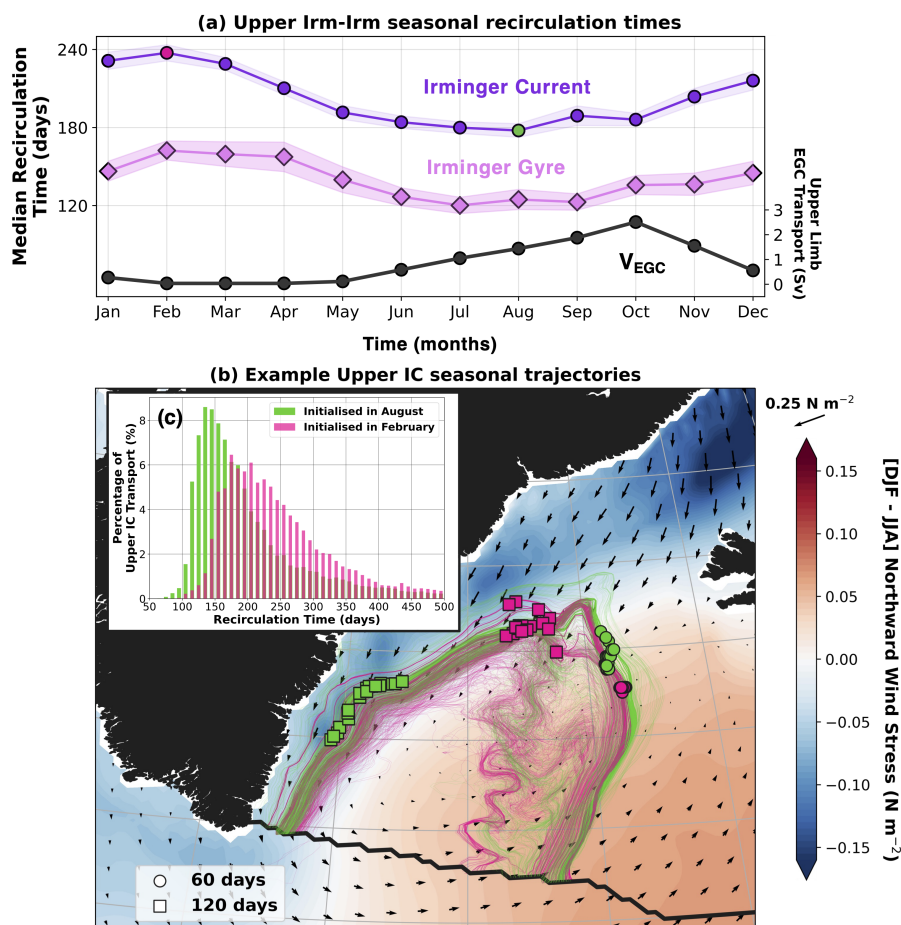 (a) Upper Irm-Irm seasonal recirculation times
Median Recirculation
Time (days)
240
180
120
Irminger Current
Irminger Gyre
V_EGC
3
2
1
0
Upper Limb
EGC Transport (Sv)
Jan Feb Mar Apr May Jun Jul Aug Sep Oct Nov Dec
Time (months)
(b) Example Upper IC seasonal trajectories
(c)
Initialised in August
Initialised in February
Percentage of
Upper IC Transport (%)
8
6
4
2
0
50 100 150 200 250 300 350 400 450 500
Recirculation Time (days)
60 days
120 days
0.25 N m⁻²
0.15
0.10
0.05
0.00
−0.05
−0.10
−0.15
[DJF - JJA] Northward Wind Stress (N m⁻²)